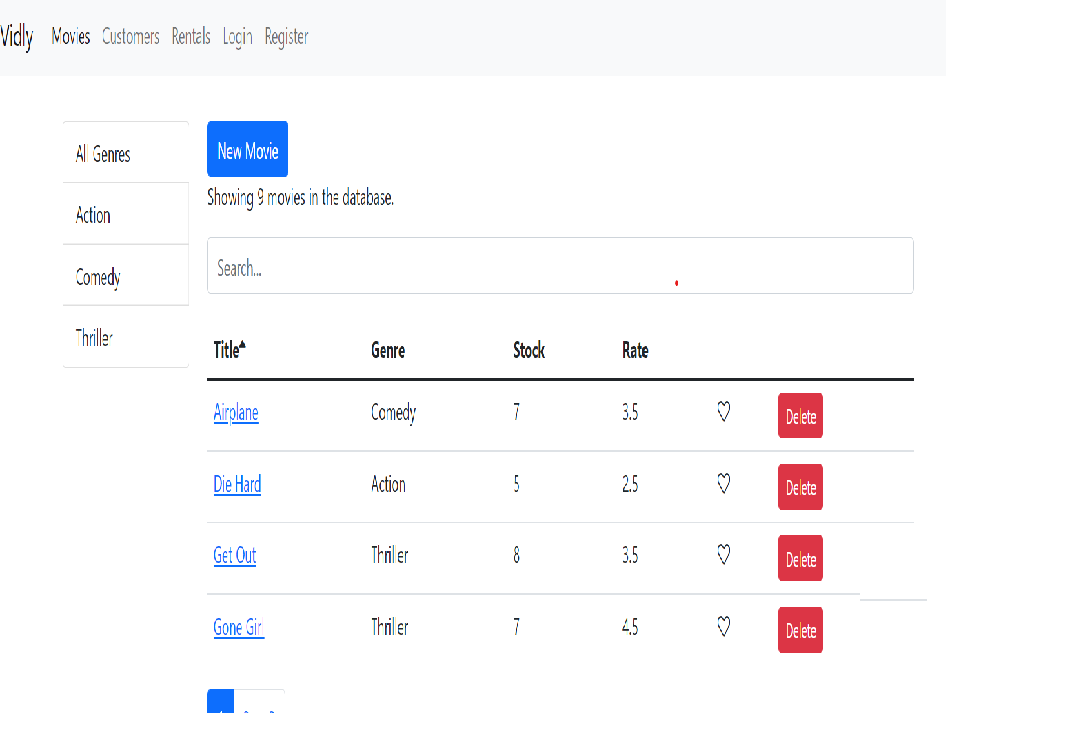 Vidly Movies Customers Rentals Login Register
All Genres
Action
Comedy
Thriller
New Movie
Showing 9 movies in the database.
Search...
Title Genre Stock Rate
Airplane Comedy 7 3.5 Delete
Die Hard Action 5 2.5 Delete
Get Out Thriller 8 3.5 Delete
Gone Girl Thriller 7 4.5 Delete